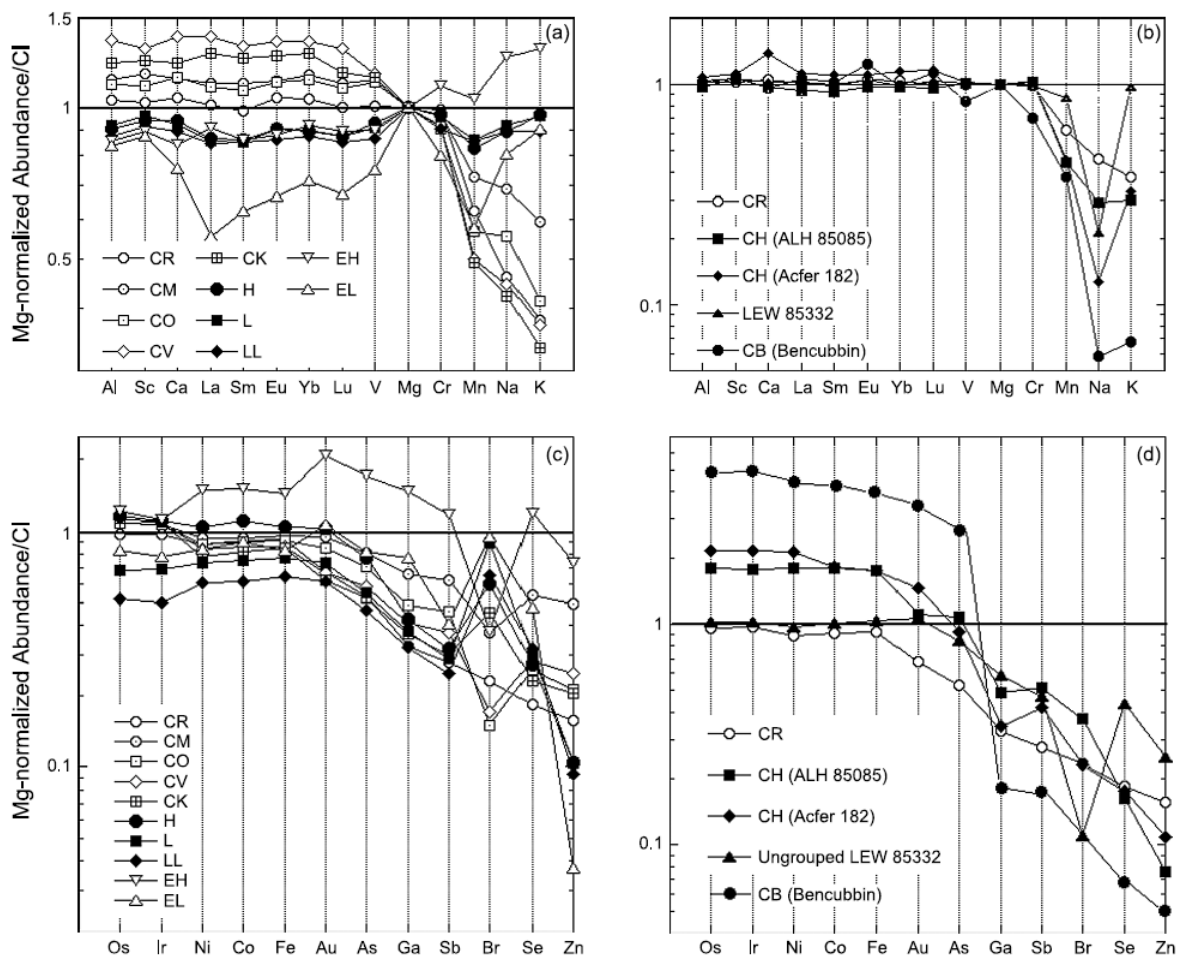 Mg-normalized Abundance/CI
1.5
1
0.5
(a)
CR
CM
CO
CV
CK
H
L
LL
EH
EL
Al Sc Ca La Sm Eu Yb Lu V Mg Cr Mn Na K
1
0.1
(b)
CR
CH (ALH 85085)
CH (Acfer 182)
LEW 85332
CB (Bencubbin)
Al Sc Ca La Sm Eu Yb Lu V Mg Cr Mn Na K
Mg-normalized Abundance/CI
1
0.1
(c)
CR
CM
CO
CV
CK
H
L
LL
EH
EL
Os Ir Ni Co Fe Au As Ga Sb Br Se Zn
1
0.1
(d)
CR
CH (ALH 85085)
CH (Acfer 182)
Ungrouped LEW 85332
CB (Bencubbin)
Os Ir Ni Co Fe Au As Ga Sb Br Se Zn